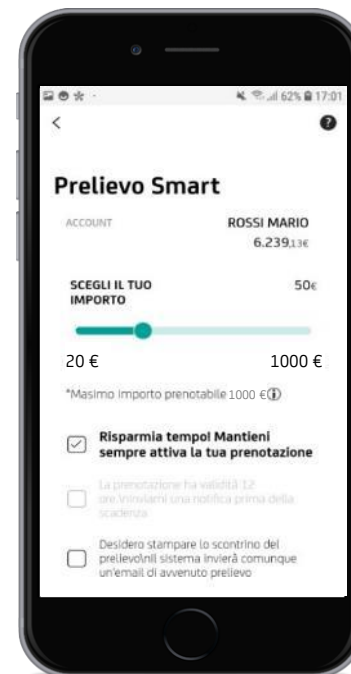 62% 17:01
<
?
Prelievo Smart
ACCOUNT ROSSI MARIO
6.239,13€
SCEGLI IL TUO 50€
IMPORTO
20 € 1000 €
*Masimo Importo prenotabile 1000 € i
Risparmia tempo! Mantieni
sempre attiva la tua prenotazione
La prenotazione ha validità 12
ore.\ninviami una notifica prima della
scadenza
Desidero stampare lo scontrino del
prelievo\nil sistema invierà comunque
un'email di avvenuto prelievo